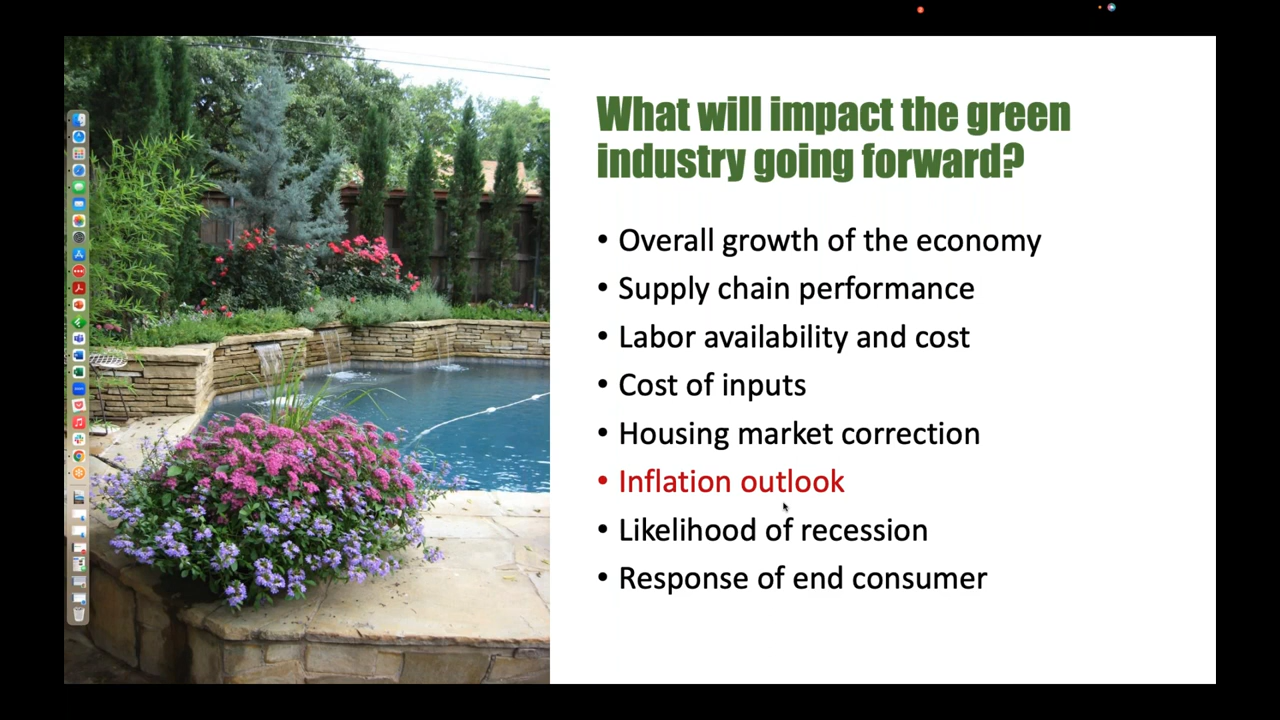 What will impact the green
industry going forward?
• Overall growth of the economy
• Supply chain performance
• Labor availability and cost
• Cost of inputs
• Housing market correction
• Inflation outlook
• Likelihood of recession
• Response of end consumer